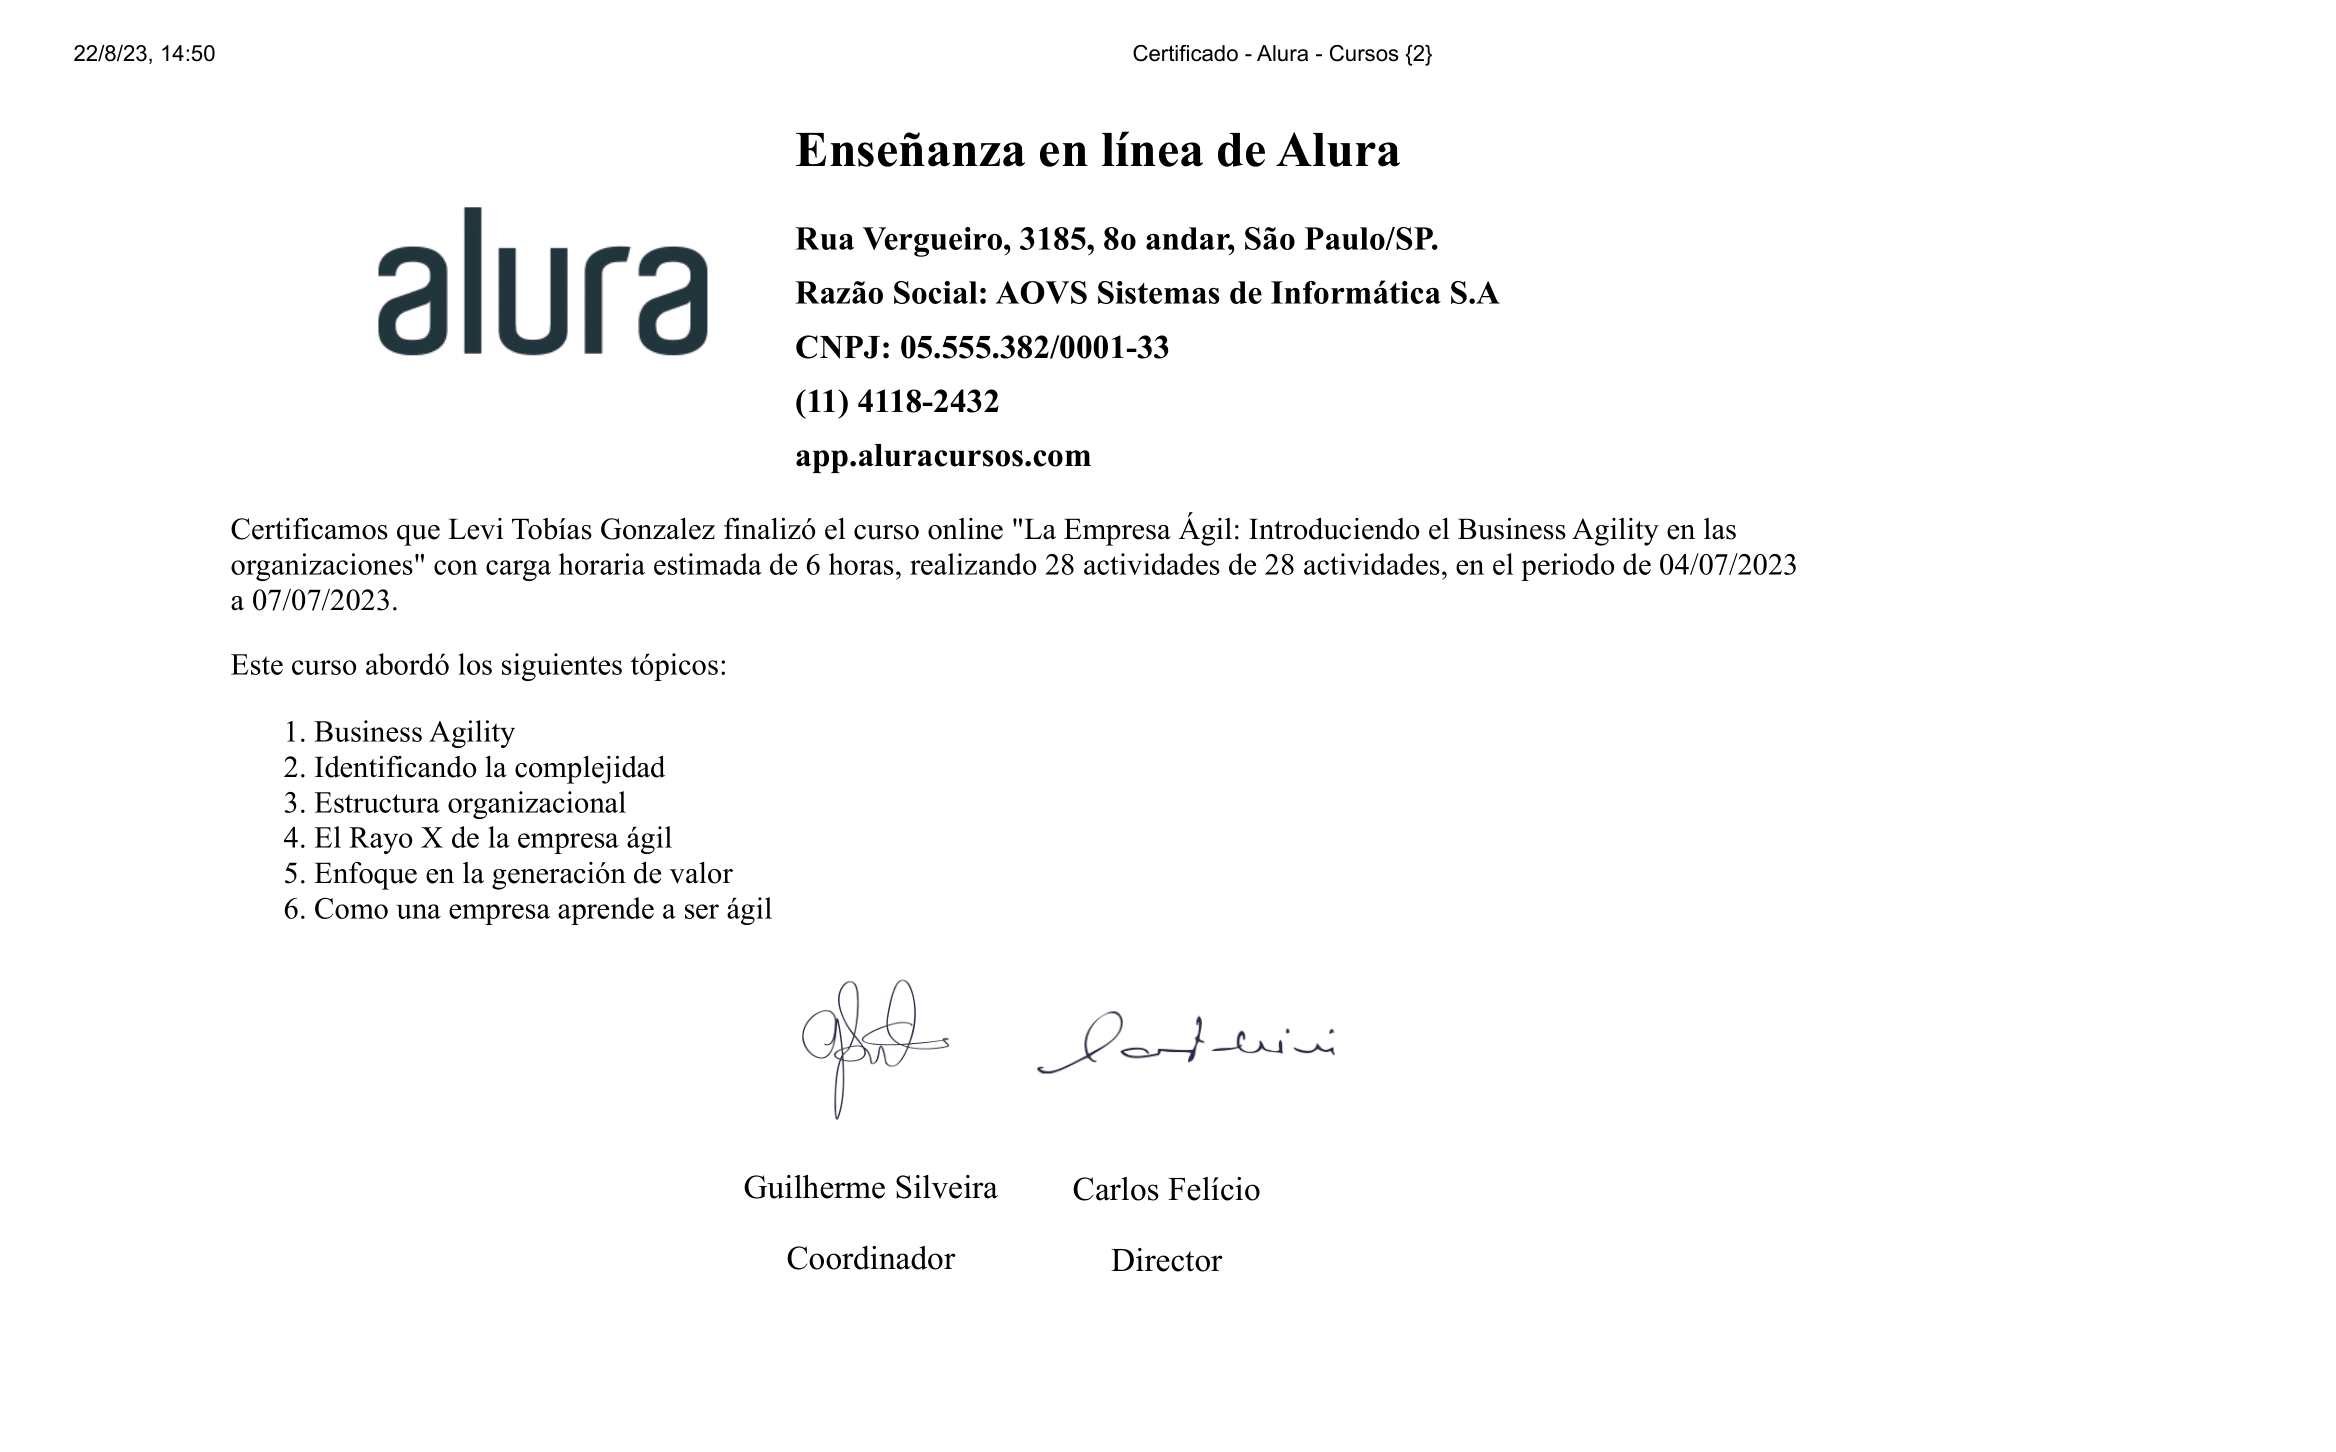 22/8/23, 14:50
Certificado - Alura - Cursos {2}
Enseñanza en línea de Alura
alura
Rua Vergueiro, 3185, 8o andar, São Paulo/SP.
Razão Social: AOVS Sistemas de Informática S.A
CNPJ: 05.555.382/0001-33
(11) 4118-2432
app.aluracursos.com
Certificamos que Levi Tobías Gonzalez finalizó el curso online "La Empresa Ágil: Introduciendo el Business Agility en las
organizaciones" con carga horaria estimada de 6 horas, realizando 28 actividades de 28 actividades, en el periodo de 04/07/2023
a 07/07/2023.
Este curso abordó los siguientes tópicos:
1. Business Agility
2. Identificando la complejidad
3. Estructura organizacional
4. El Rayo X de la empresa ágil
5. Enfoque en la generación de valor
6. Como una empresa aprende a ser ágil
Guilherme Silveira
Carlos Felício
Coordinador
Director